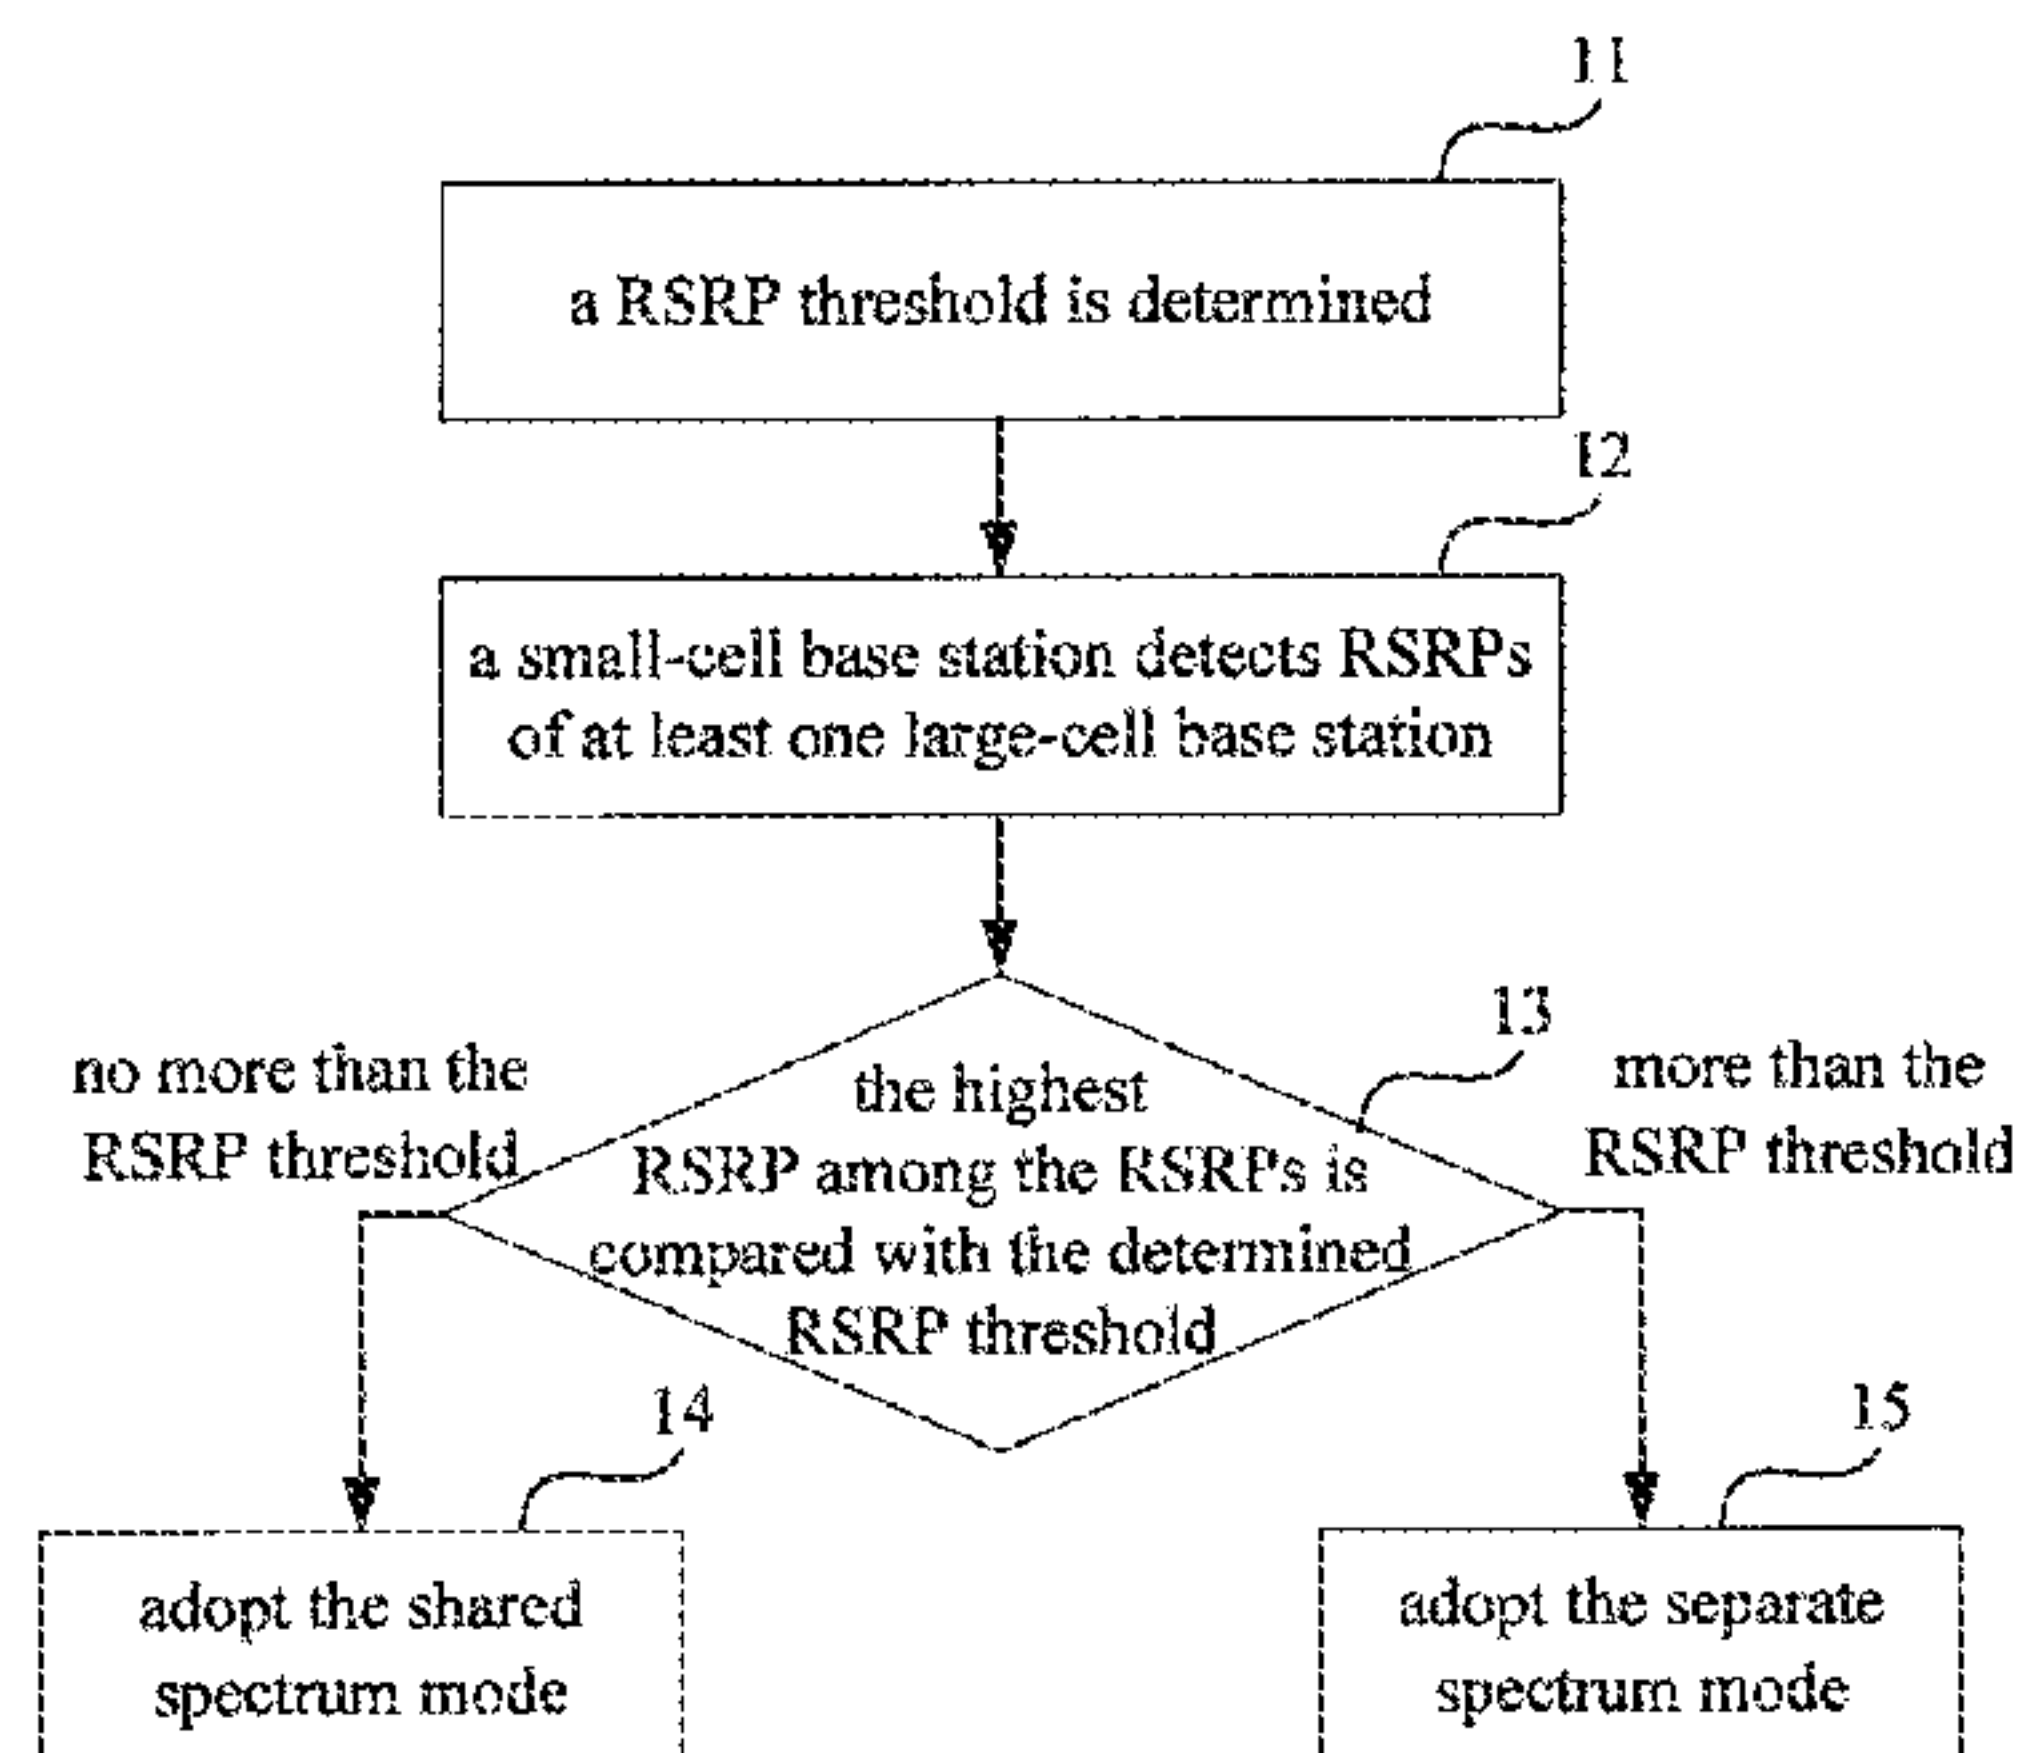 11
a RSRP threshold is determined
12
a small-cell base station detects RSRPs
of at least one large-cell base station
13
no more than the
RSRP threshold
the highest
RSRP among the RSRPs is
compared with the determined
RSRP threshold
more than the
RSRP threshold
14
adopt the shared
spectrum mode
15
adopt the separate
spectrum mode